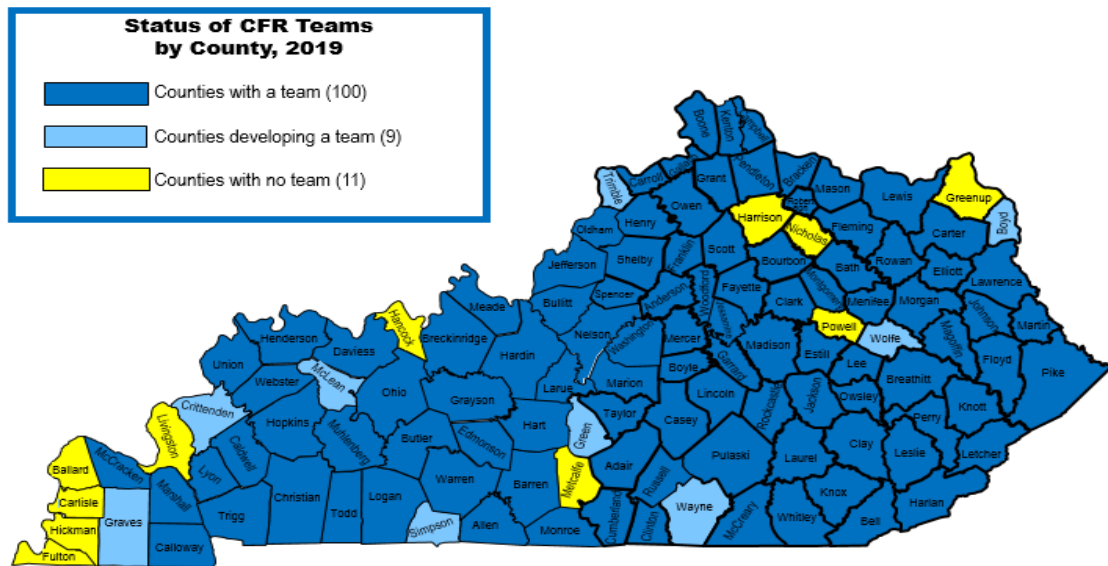 Status of CFR Teams
by County, 2019
Counties with a team (100)
Counties developing a team (9)
Counties with no team (11)
Boone
Kenton
Campbell
Trimble
Carroll
Gallatin
Grant
Pendleton
Bracken
Mason
Lewis
Greenup
Boyd
Oldham
Henry
Owen
Harrison
Nicholas
Fleming
Carter
Jefferson
Shelby
Franklin
Scott
Bourbon
Bath
Rowan
Elliott
Lawrence
Bullitt
Spencer
Anderson
Woodford
Fayette
Clark
Montgomery
Menifee
Morgan
Johnson
Martin
Meade
Hancock
Breckinridge
Hardin
Nelson
Washington
Mercer
Jessamine
Madison
Powell
Wolfe
Magoffin
Floyd
Pike
Henderson
Daviess
Union
Webster
McLean
Ohio
Grayson
Larue
Marion
Boyle
Garrard
Estill
Lee
Breathitt
Crittenden
Hopkins
Muhlenberg
Butler
Edmonson
Hart
Green
Taylor
Casey
Lincoln
Rockcastle
Jackson
Owsley
Perry
Knott
Livingston
Lyon
Caldwell
Warren
Barren
Metcalfe
Adair
Russell
Pulaski
Laurel
Clay
Leslie
Letcher
Ballard
McCracken
Marshall
Carlisle
Graves
Hickman
Fulton
Calloway
Trigg
Christian
Todd
Logan
Simpson
Allen
Monroe
Cumberland
Clinton
Wayne
McCreary
Whitley
Knox
Bell
Harlan